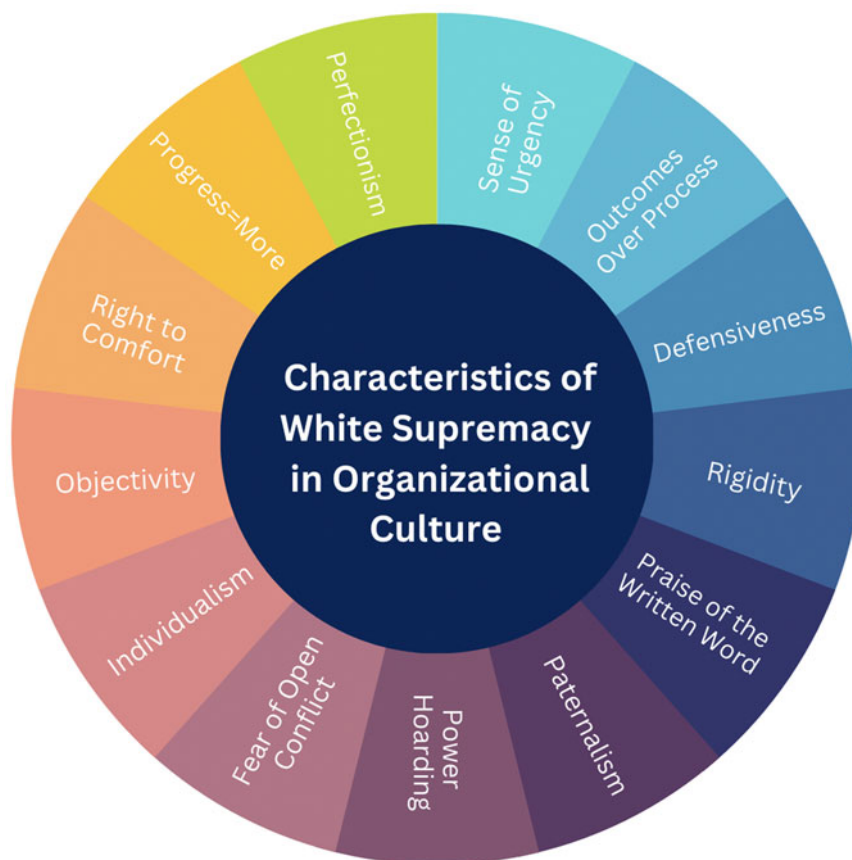 Characteristics of
White Supremacy
in Organizational
Culture
Sense of
Urgency
Outcomes
Over Process
Defensiveness
Rigidity
Praise of the
Written Word
Paternalism
Power
Hoarding
Fear of Open
Conflict
Individualism
Objectivity
Right to
Comfort
Progress=More
Perfectionism